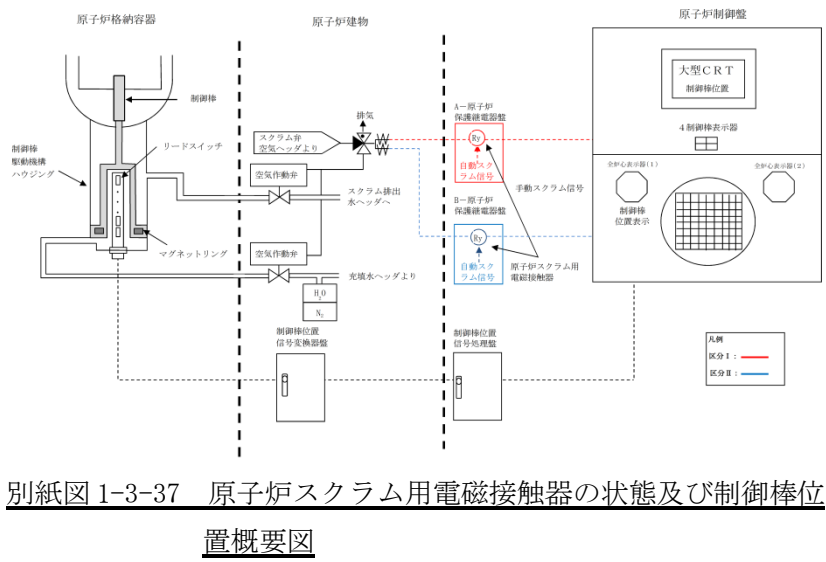 原子炉格納容器
原子炉建物
原子炉制御盤
大型CRT
制御棒位置
4制御棒表示器
全炉心表示器(1)
全炉心表示器(2)
制御棒
位置表示
制御棒
制御棒
駆動機構
ハウジング
リードスイッチ
マグネットリング
排気
スクラム弁
空気ヘッダより
空気作動弁
スクラム排出
水ヘッダへ
空気作動弁
充填水ヘッダより
H₂O
N₂
A-原子炉
保護継電器盤
Ry
自動スク
ラム信号
手動スクラム信号
B-原子炉
保護継電器盤
Ry
自動スク
ラム信号
原子炉スクラム用
電磁接触器
制御棒位置
信号変換器盤
制御棒位置
信号処理盤
凡例
区分Ⅰ:
区分Ⅱ:
別紙図 1-3-37 原子炉スクラム用電磁接触器の状態及び制御棒位
置概要図